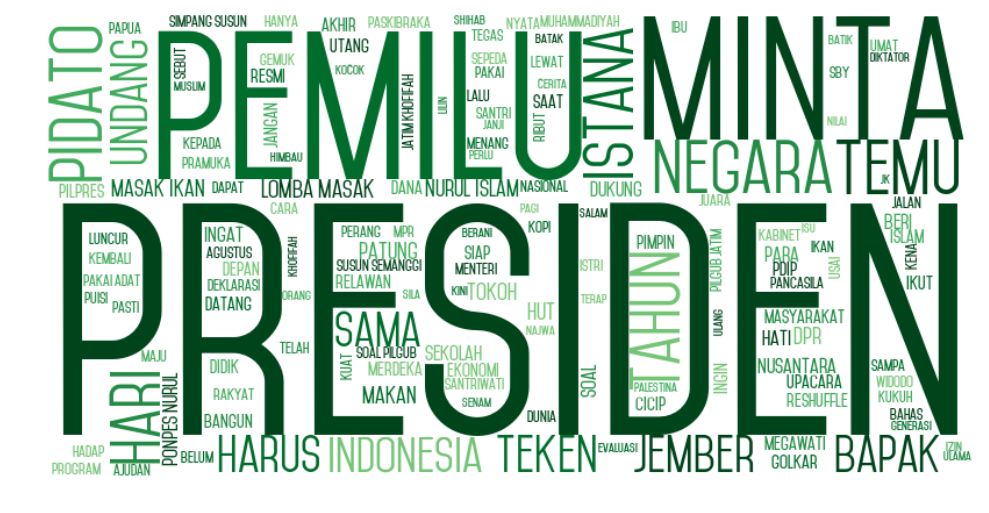 PIDATO
UNDANG
PAPUA
SIMPANG SUSUN
HANYA
AKHIR
PASKIBRAKA
SHIHAB
NYATA
MUHAMMADIYAH
PEMILU
SEBUT
MUSLIM
GEMUK
RESMI
UTANG
KOCOK
TEGAS
BATAK
SEPEDA
PAKAI
LEWAT
CERITA
ISTANA
MINTA
IBU
BATIK
UMAT
DIKTATOR
SBY
NILAI
KEPADA
PRAMUKA
JANGAN
HIMBAU
JATIM KHOFIFAH
LILIN
LALU
SANTRI
JANJI
SAAT
RIBUT
MENANG
PERLU
NEGARA
TEMU
JK
PILPRES
MASAK IKAN
DAPAT
LOMBA MASAK
DANA
NURUL ISLAM
NASIONAL
DUKUNG
JUARA
JALAN
PRESIDEN
CARA
PAGI
SALAM
LUNCUR
KEMBALI
PAKAI ADAT
PUISI
PASTI
INGAT
AGUSTUS
DEPAN
DEKLARASI
DATANG
KHOFIFAH
ORANG
PERANG
MPR
PATUNG
SUSUN SEMANGGI
RELAWAN
SILA
BERANI
SIAP
MENTERI
KINI
TOKOH
KOPI
HUT
NAJWA
ISTRI
TERAP
PIMPIN
TAHUN
PILGUB JATIM
ULANG
KABINET
ISU
PARA
PDIP
PANCASILA
IKAN
USAI
BERI
ISLAM
KENA
IKUT
MASYARAKAT
HATI
DPR
SAMA
SOAL PILGUB
SEKOLAH
KUAT
MERDEKA
EKONOMI
SANTRIWATI
MAKAN
SENAM
DUNIA
SOAL
PALESTINA
CICIP
INGIN
NUSANTARA
UPACARA
RESHUFFLE
SAMPA
WIDODO
KUKUH
BAHAS
GENERASI
MAJU
TELAH
DIDIK
RAKYAT
BANGUN
HARI
PONPES NURUL
HADAP
PROGRAM
AJUDAN
BELUM
HARUS
INDONESIA
TEKEN
EVALUASI
JEMBER
MEGAWATI
GOLKAR
BAPAK
IZIN
ULAMA